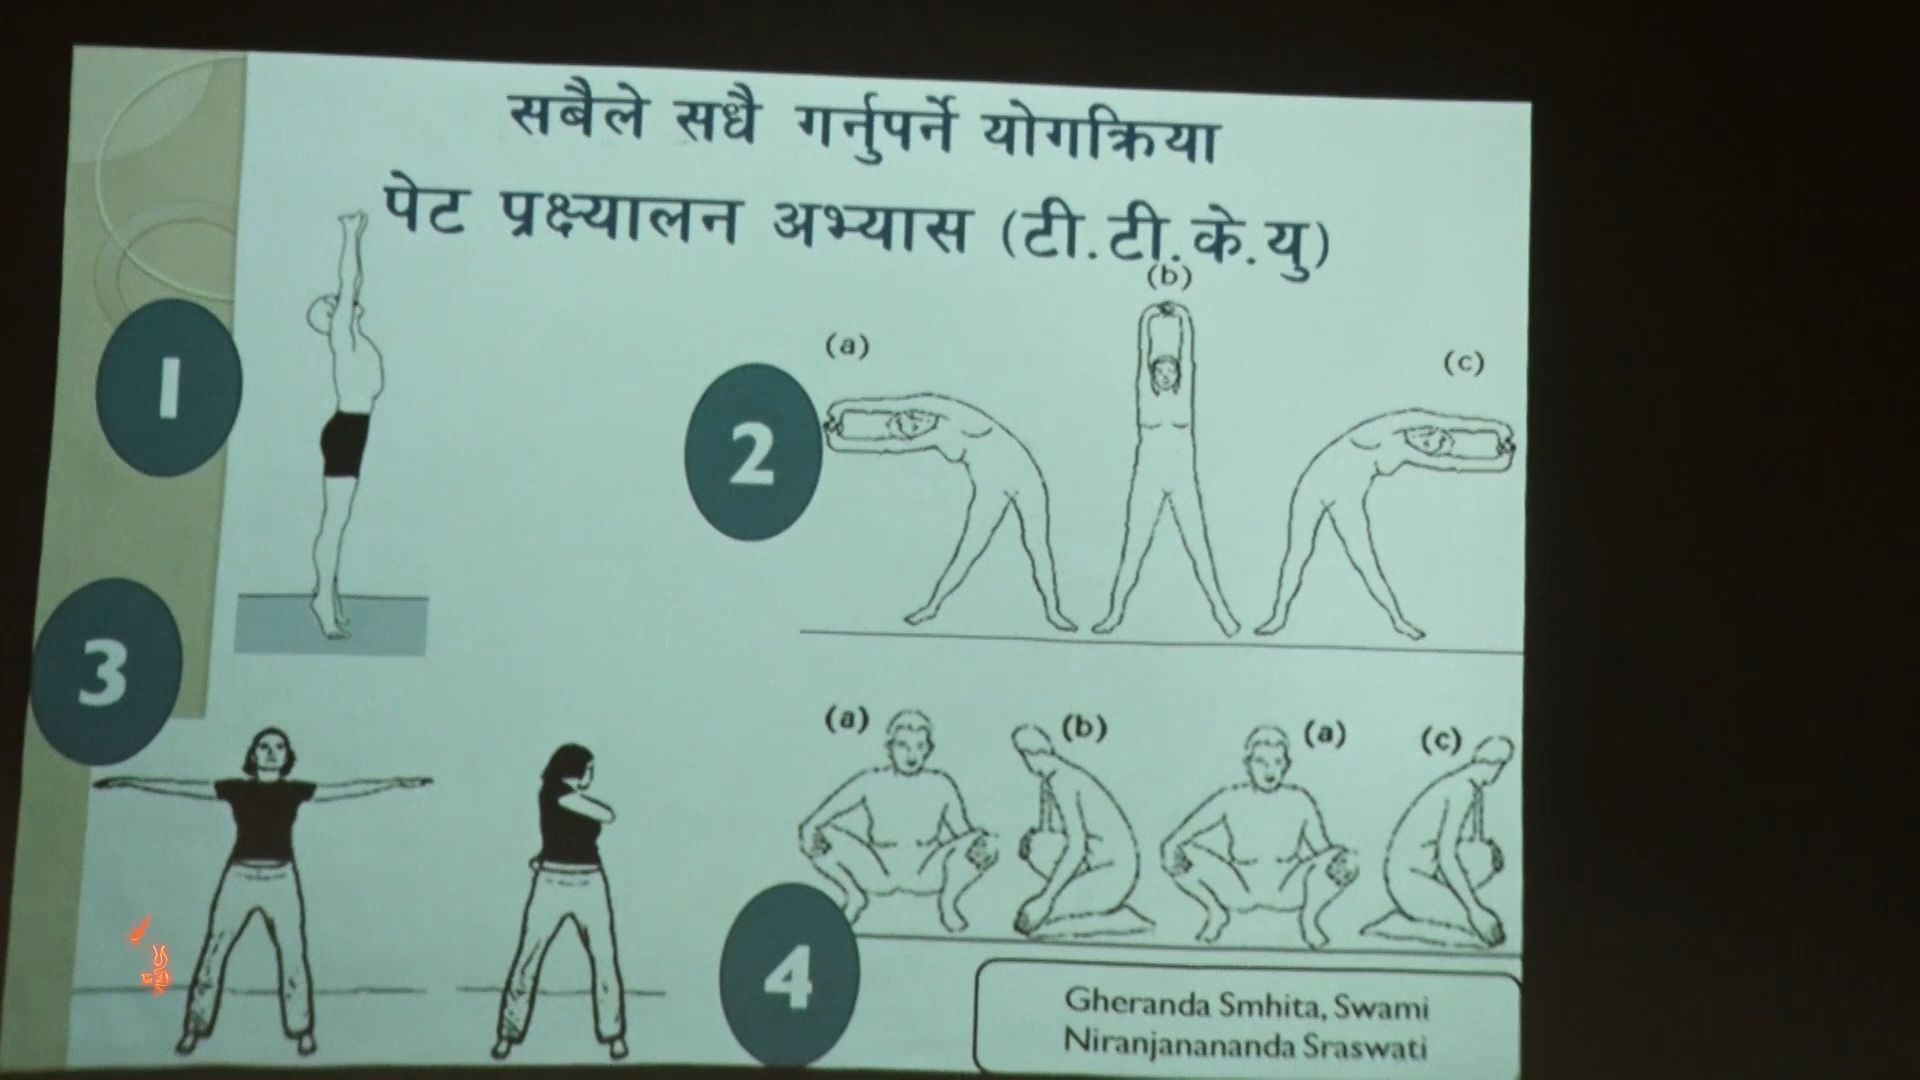 सबैले सधै गर्नुपर्ने योगक्रिया
पेट प्रक्ष्यालन अभ्यास (टी.टी.के.यु)
1
2
(a)
(b)
(c)
3
4
(a)
(b)
(a)
(c)
Gheranda Smhita, Swami
Niranjanananda Sraswati